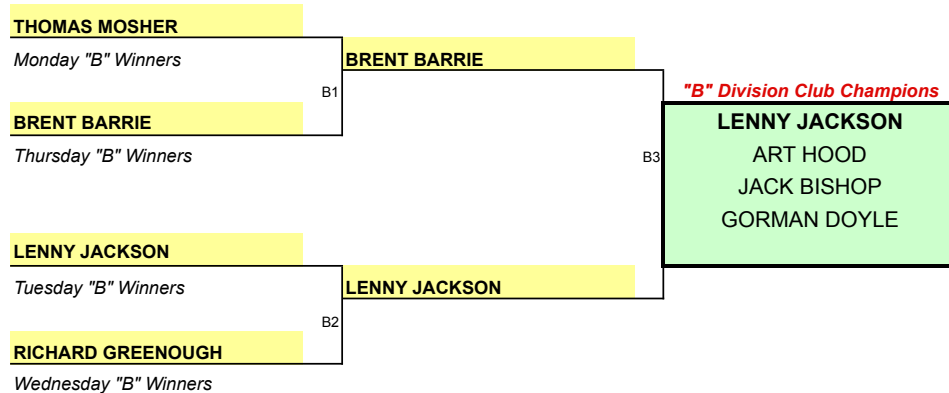 THOMAS MOSHER
Monday "B" Winners
BRENT BARRIE
B1
"B" Division Club Champions
BRENT BARRIE
LENNY JACKSON
Thursday "B" Winners
B3
ART HOOD
JACK BISHOP
GORMAN DOYLE
LENNY JACKSON
Tuesday "B" Winners
LENNY JACKSON
B2
RICHARD GREENOUGH
Wednesday "B" Winners